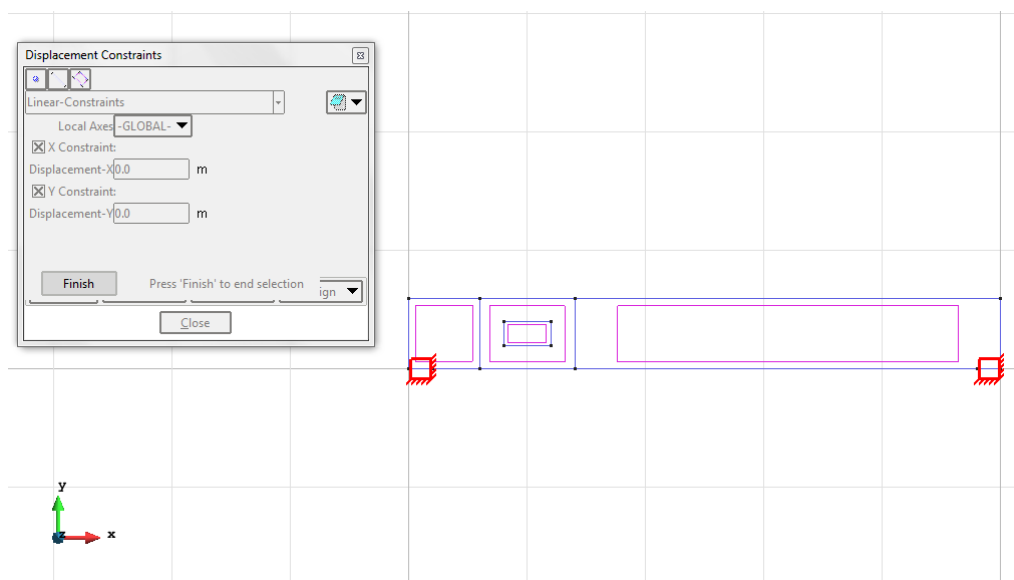 Displacement Constraints
Linear-Constraints
Local Axes -GLOBAL-
X Constraint:
Displacement-X 0.0 m
Y Constraint:
Displacement-Y 0.0 m
Finish Press 'Finish' to end selection
ign
Close
y
z x